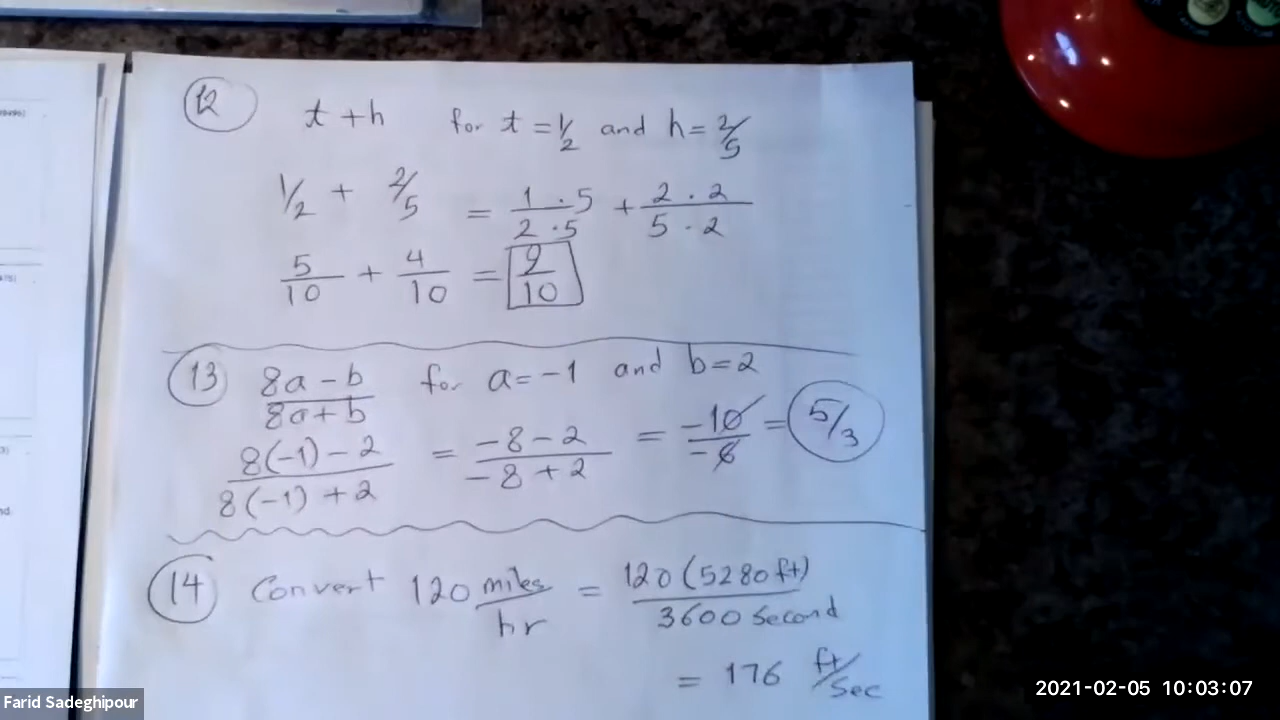 12 t + h for t = 1/2 and h = 2/5
1/2 + 2/5 = 1 · 5 / 2 · 5 + 2 · 2 / 5 · 2
5/10 + 4/10 = 9/10
13 8a - b / 8a + b for a = -1 and b = 2
8(-1) - 2 / 8(-1) + 2 = -8 - 2 / -8 + 2 = -10 / -6 = 5/3
14 Convert 120 miles/hr = 120 (5280 ft) / 3600 second
= 176 ft/sec
Farid Sadeghipour
2021-02-05 10:03:07